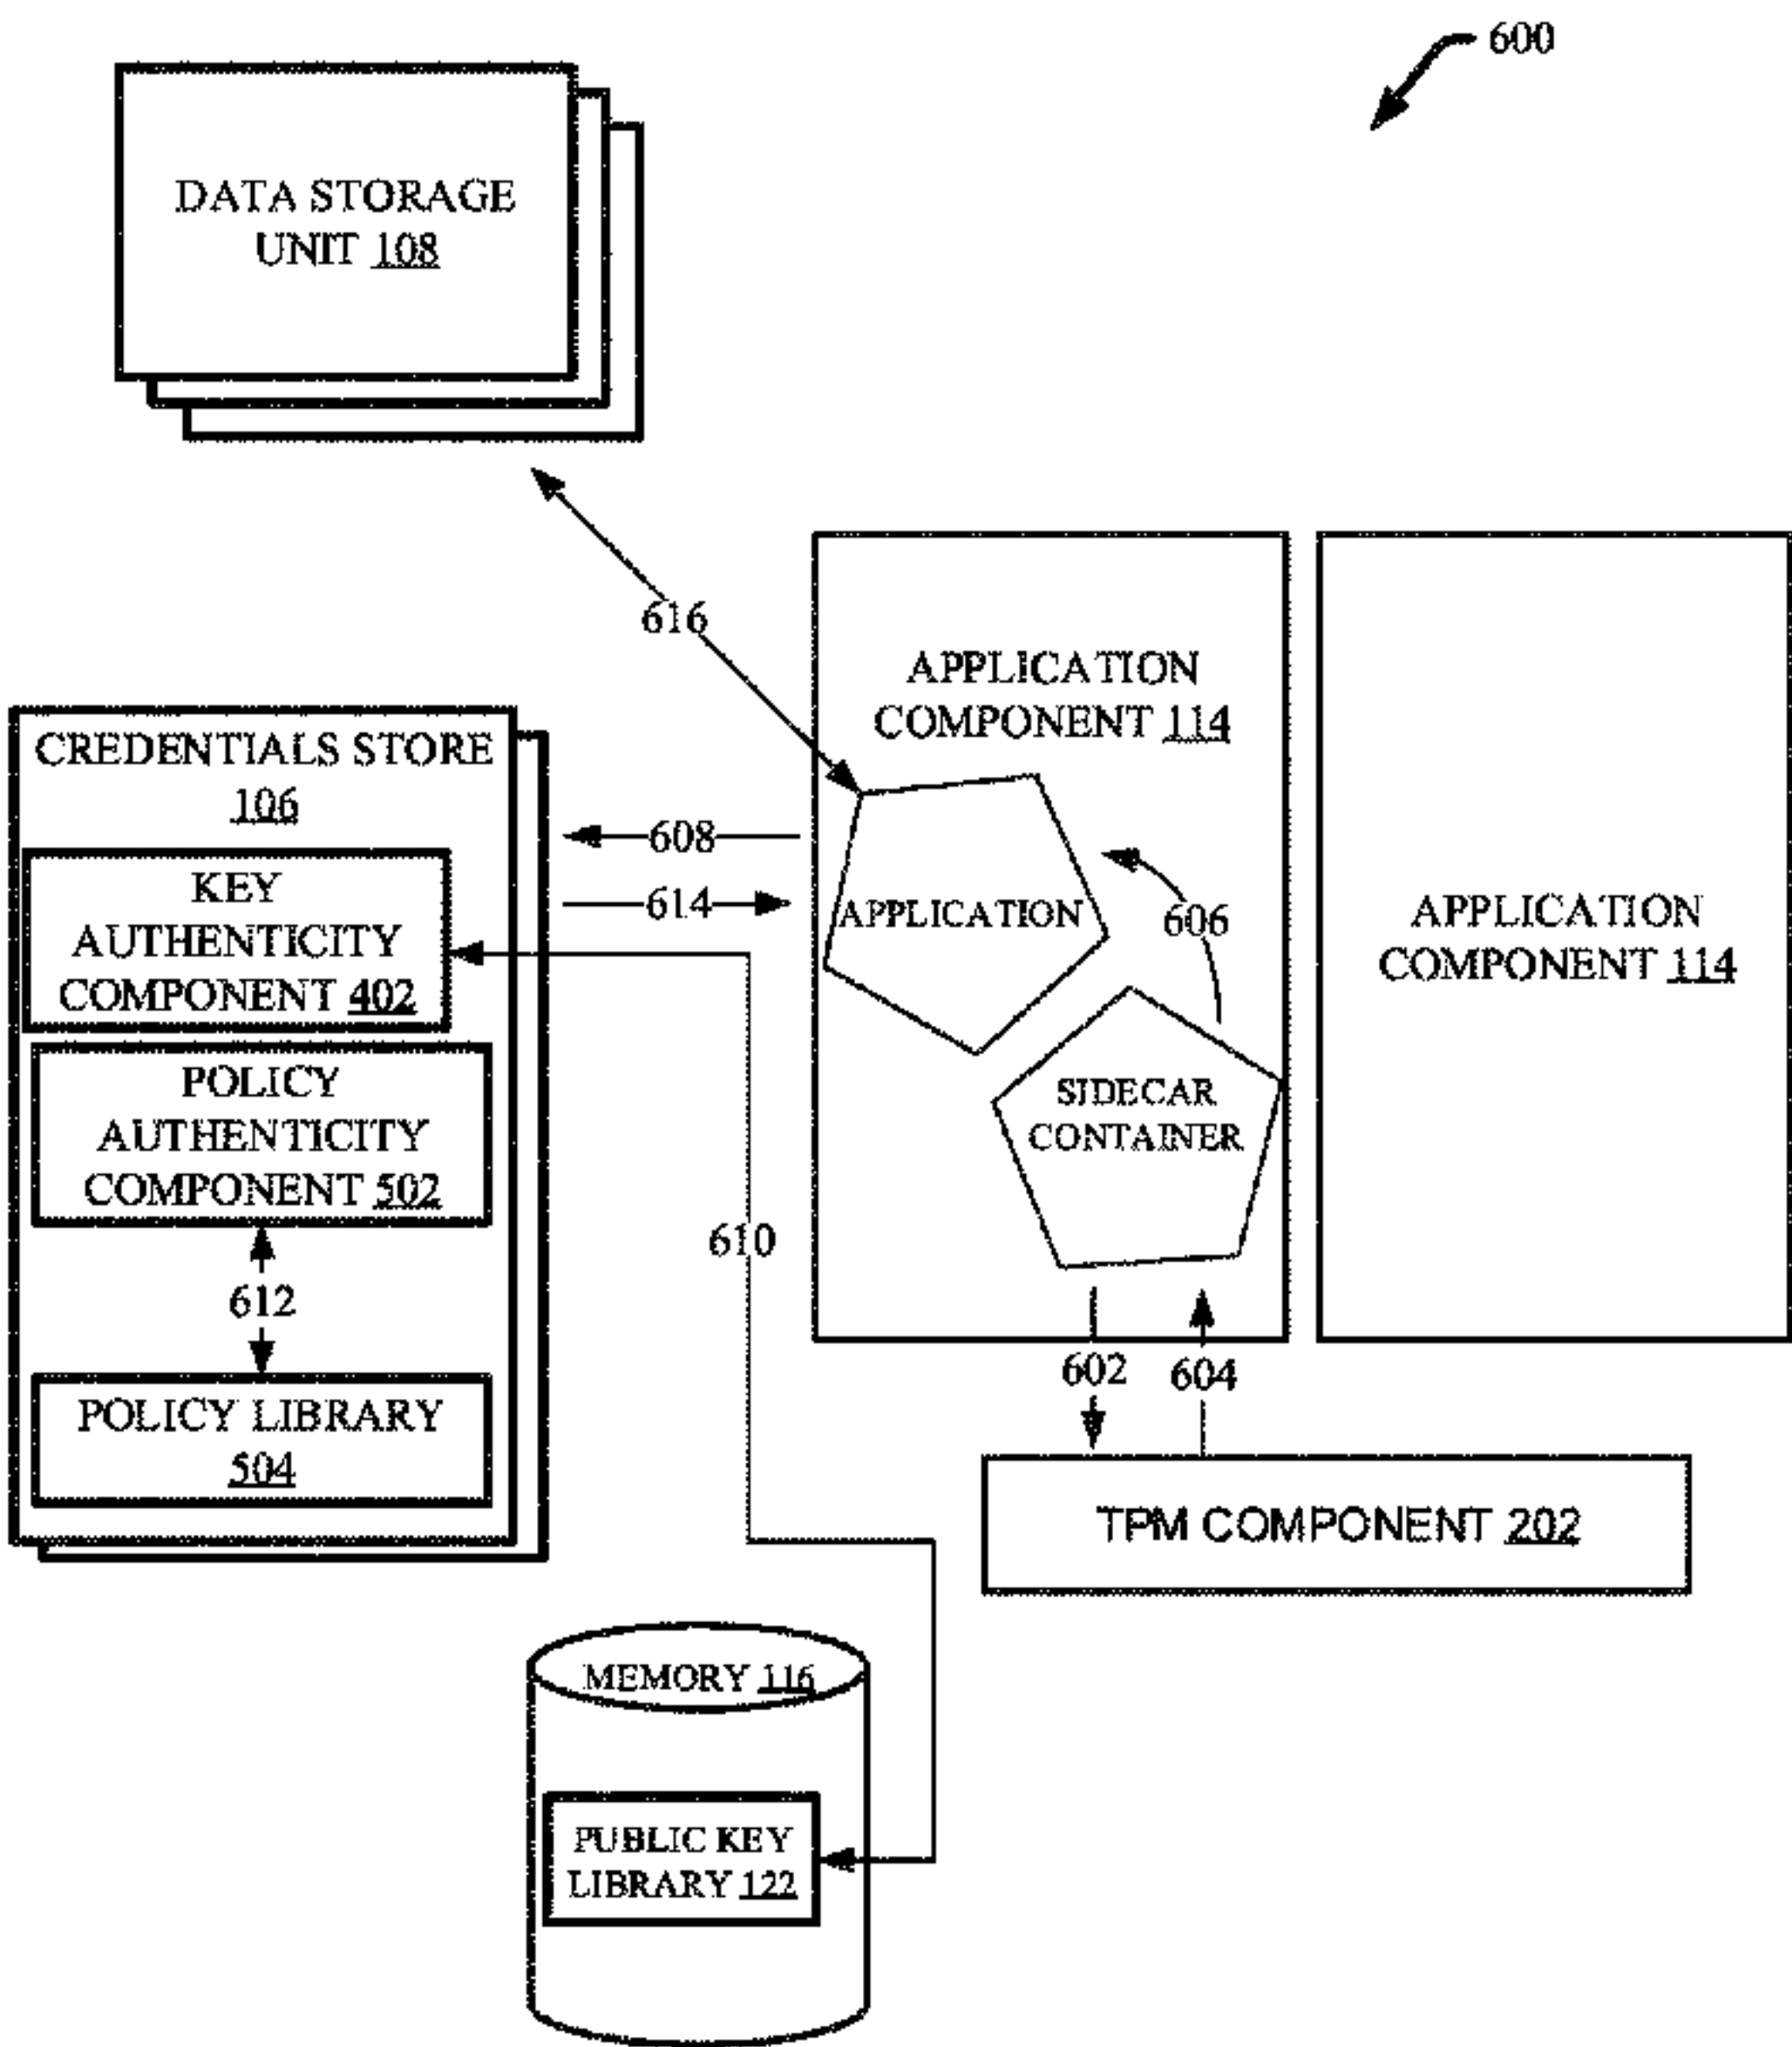 600
DATA STORAGE
UNIT 108
616
APPLICATION
COMPONENT 114
CREDENTIALS STORE
106
608
KEY
AUTHENTICITY
COMPONENT 402
614
APPLICATION
606
APPLICATION
COMPONENT 114
POLICY
AUTHENTICITY
COMPONENT 502
SIDECAR
CONTAINER
610
612
602
604
POLICY LIBRARY
504
TPM COMPONENT 202
MEMORY 116
PUBLIC KEY
LIBRARY 122